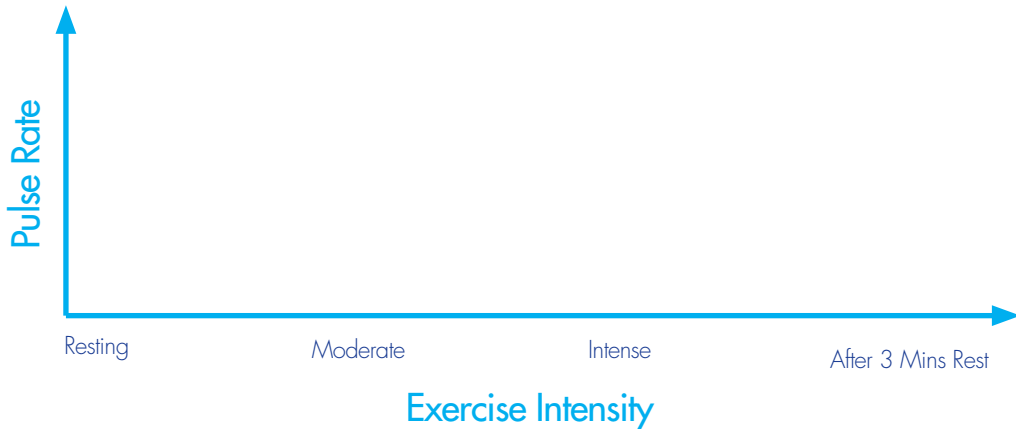 Pulse Rate
Resting
Moderate
Intense
After 3 Mins Rest
Exercise Intensity